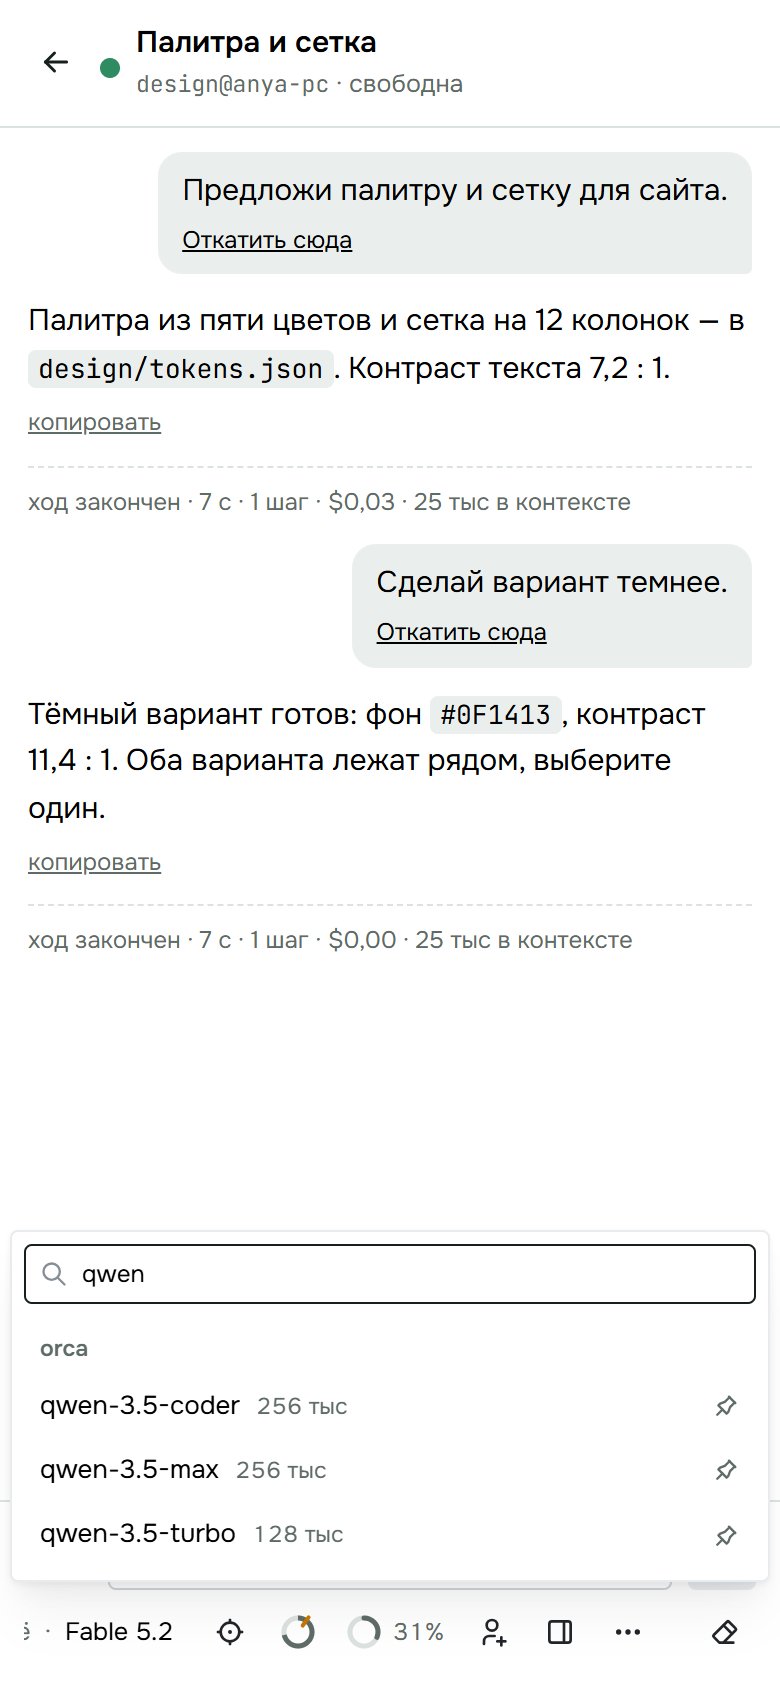 Палитра и сетка
design@anya-pc · свободна
Предложи палитру и сетку для сайта.
Откатить сюда
Палитра из пяти цветов и сетка на 12 колонок — в
design/tokens.json. Контраст текста 7,2 : 1.
копировать
ход закончен · 7 с · 1 шаг · $0,03 · 25 тыс в контексте
Сделай вариант темнее.
Откатить сюда
Тёмный вариант готов: фон #0F1413, контраст
11,4 : 1. Оба варианта лежат рядом, выберите
один.
копировать
ход закончен · 7 с · 1 шаг · $0,00 · 25 тыс в контексте
qwen
orca
qwen-3.5-coder 256 тыс
qwen-3.5-max 256 тыс
qwen-3.5-turbo 128 тыс
· Fable 5.2 31%